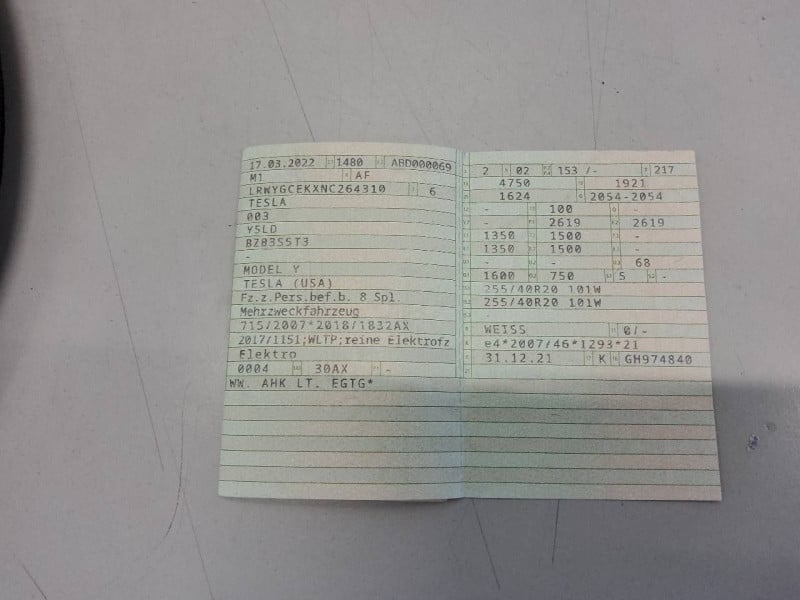 17.03.2022 1480 ABD000069
M1 AF
LRWYGCEKXNC264310 6
TESLA
003
Y5LD
-
MODEL Y
TESLA (USA)
Fz.z.Pers.bef.b. 8 Spl.
Mehrzweckfahrzeug
715/2007*2018/1832AX
2017/1151;WLTP;reine Elektrofz
Elektro
0004 30AX -
WW. AHK LT. EGTG*
2 02 153 /- 217
4750 1921
1624 2054-2054
- 100 -
- 2619 2619
1350 1500 -
1350 1500 -
- - 68
1600 750 5 -
255/40R20 101W
255/40R20 101W
-
WEISS 0/-
e4*2007/46*1293*21
31.12.21 K GH974840